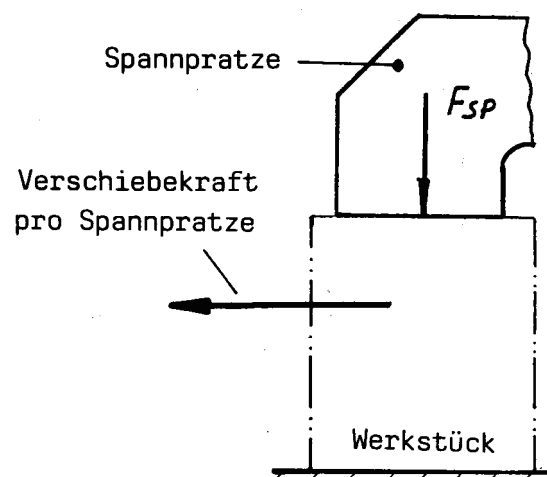 Spannpratze
F_SP
Verschiebekraft
pro Spannpratze
Werkstück